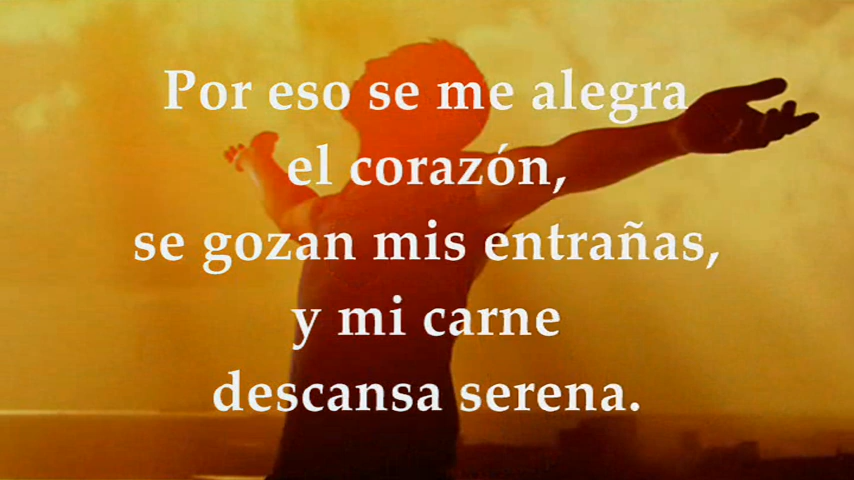 Por eso se me alegra
el corazón,
se gozan mis entrañas,
y mi carne
descansa serena.